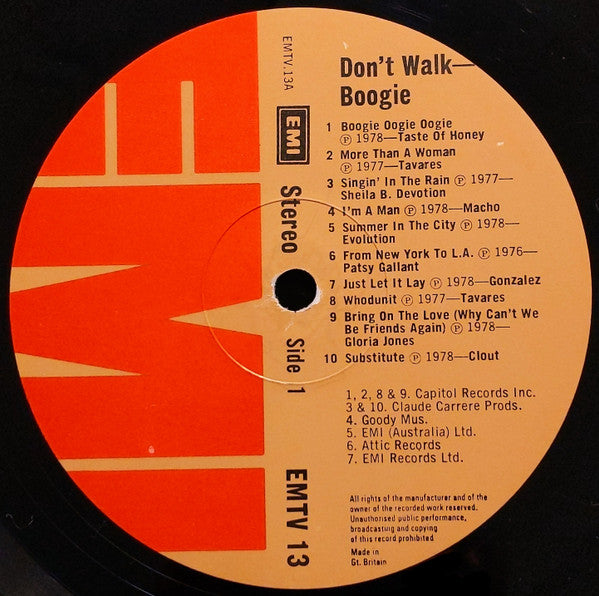 EMTV.13A
EMI
Stereo
Side 1
EMTV 13
Don't Walk—
Boogie
1 Boogie Oogie Oogie
Ⓟ 1978—Taste Of Honey
2 More Than A Woman
Ⓟ 1977—Tavares
3 Singin' In The Rain Ⓟ 1977—
Sheila B. Devotion
4 I'm A Man Ⓟ 1978—Macho
5 Summer In The City Ⓟ 1978—
Evolution
6 From New York To L.A. Ⓟ 1976—
Patsy Gallant
7 Just Let It Lay Ⓟ 1978—Gonzalez
8 Whodunit Ⓟ 1977—Tavares
9 Bring On The Love (Why Can't We
Be Friends Again) Ⓟ 1978—
Gloria Jones
10 Substitute Ⓟ 1978—Clout
1, 2, 8 & 9. Capitol Records Inc.
3 & 10. Claude Carrere Prods.
4. Goody Mus.
5. EMI (Australia) Ltd.
6. Attic Records
7. EMI Records Ltd.
All rights of the manufacturer and of the
owner of the recorded work reserved.
Unauthorised public performance,
broadcasting and copying
of this record prohibited
Made in
Gt. Britain
EMI